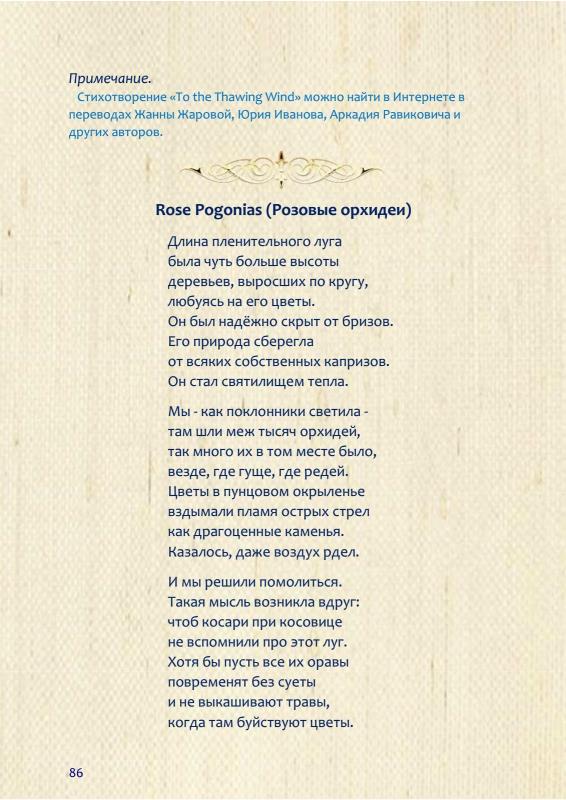 Примечание.
Стихотворение «To the Thawing Wind» можно найти в Интернете в
переводах Жанны Жаровой, Юрия Иванова, Аркадия Равиковича и
других авторов.
Rose Pogonias (Розовые орхидеи)
Длина пленительного луга
была чуть больше высоты
деревьев, выросших по кругу,
любуясь на его цветы.
Он был надёжно скрыт от бризов.
Его природа сберегла
от всяких собственных капризов.
Он стал святилищем тепла.
Мы - как поклонники светила -
там шли меж тысяч орхидей,
так много их в том месте было,
везде, где гуще, где редей.
Цветы в пунцовом окрыленье
вздымали пламя острых стрел
как драгоценные каменья.
Казалось, даже воздух рдел.
И мы решили помолиться.
Такая мысль возникла вдруг:
чтоб косари при косовице
не вспомнили про этот луг.
Хотя бы пусть все их оравы
повременят без суеты
и не выкашивают травы,
когда там буйствуют цветы.
86